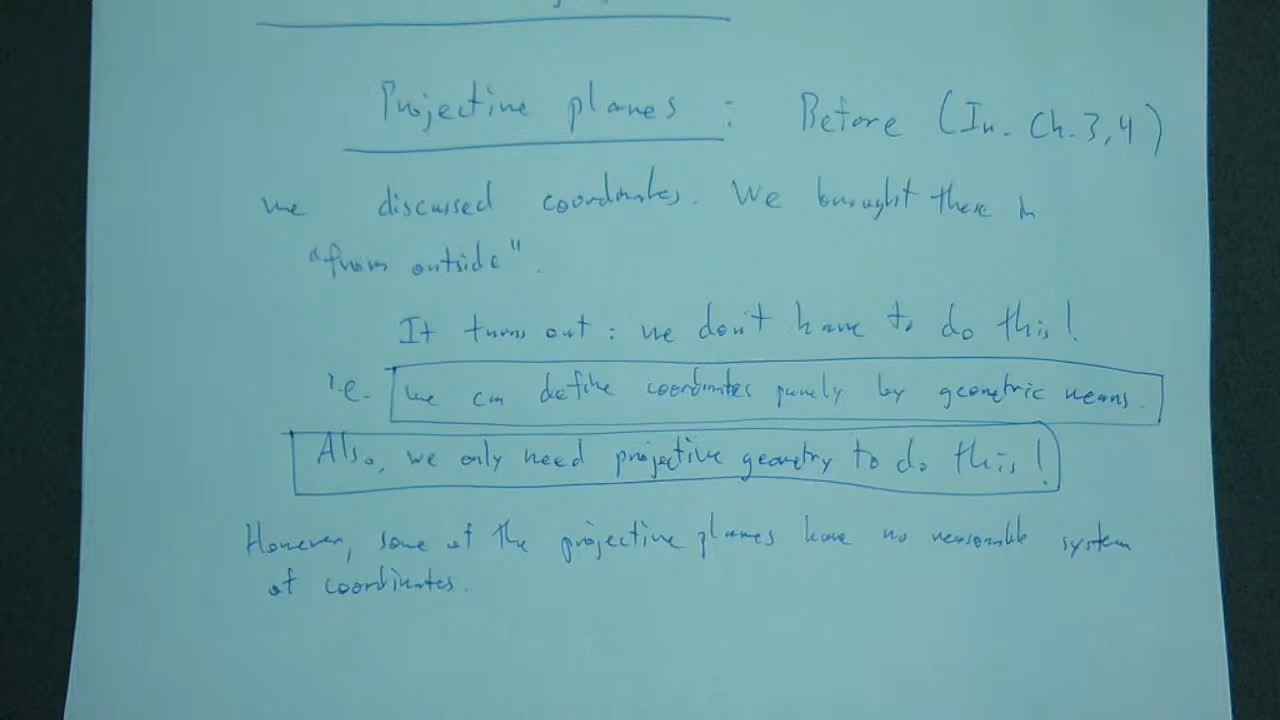 Projective planes : Before (In. Ch. 3, 4)
we discussed coordinates. We brought these in
"from outside".
It turns out : we don't have to do this!
i.e. we can define coordinates purely by geometric means.
Also, we only need projective geometry to do this!
However, some of the projective planes have no reasonable system
of coordinates.